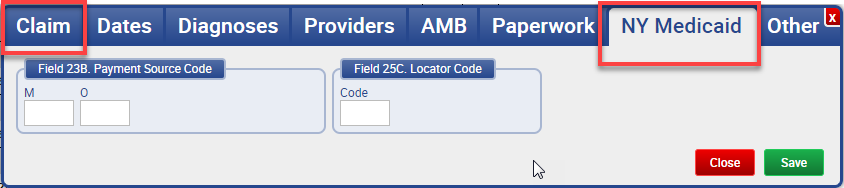 Claim Dates Diagnoses Providers AMB Paperwork NY Medicaid Other x
Field 23B. Payment Source Code Field 25C. Locator Code
M O Code
Close Save